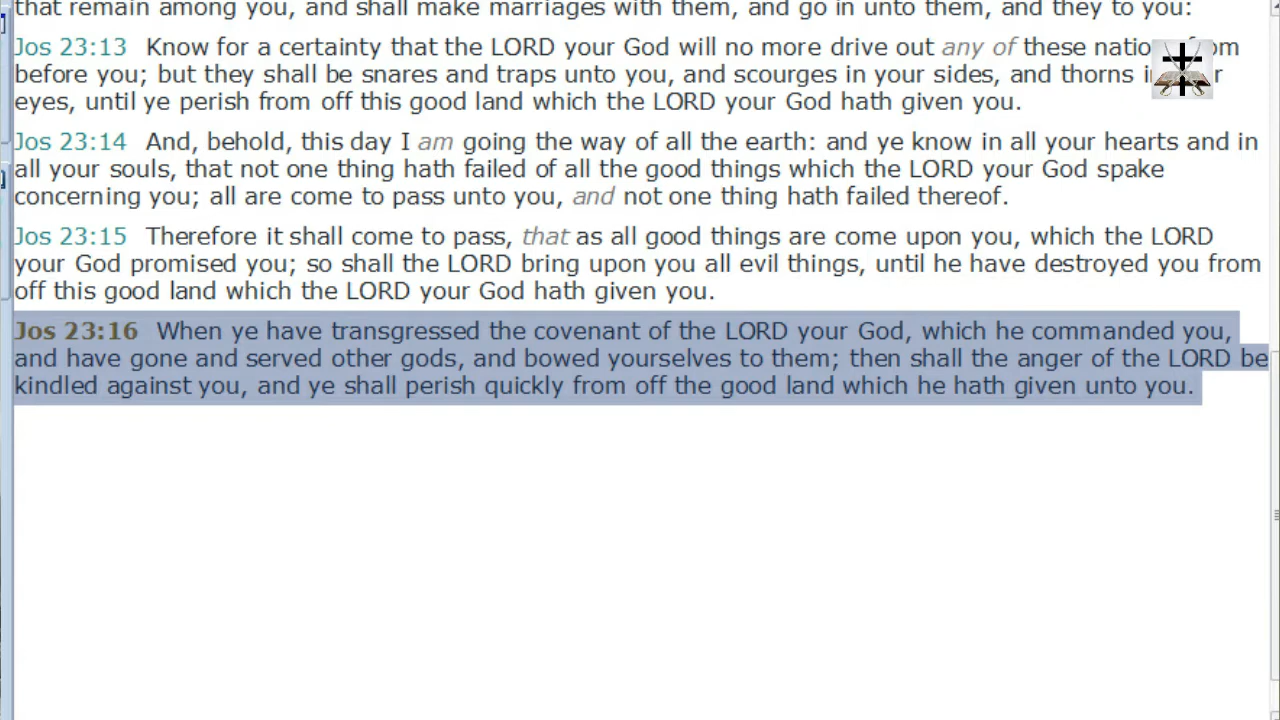 that remain among you, and shall make marriages with them, and go in unto them, and they to you:
Jos 23:13 Know for a certainty that the LORD your God will no more drive out any of these from
before you; but they shall be snares and traps unto you, and scourges in your sides, and thorns in
eyes, until ye perish from off this good land which the LORD your God hath given you.
Jos 23:14 And, behold, this day I am going the way of all the earth: and ye know in all your hearts and in
all your souls, that not one thing hath failed of all the good things which the LORD your God spake
concerning you; all are come to pass unto you, and not one thing hath failed thereof.
Jos 23:15 Therefore it shall come to pass, that as all good things are come upon you, which the LORD
your God promised you; so shall the LORD bring upon you all evil things, until he have destroyed you from
off this good land which the LORD your God hath given you.
Jos 23:16 When ye have transgressed the covenant of the LORD your God, which he commanded you,
and have gone and served other gods, and bowed yourselves to them; then shall the anger of the LORD be
kindled against you, and ye shall perish quickly from off the good land which he hath given unto you.